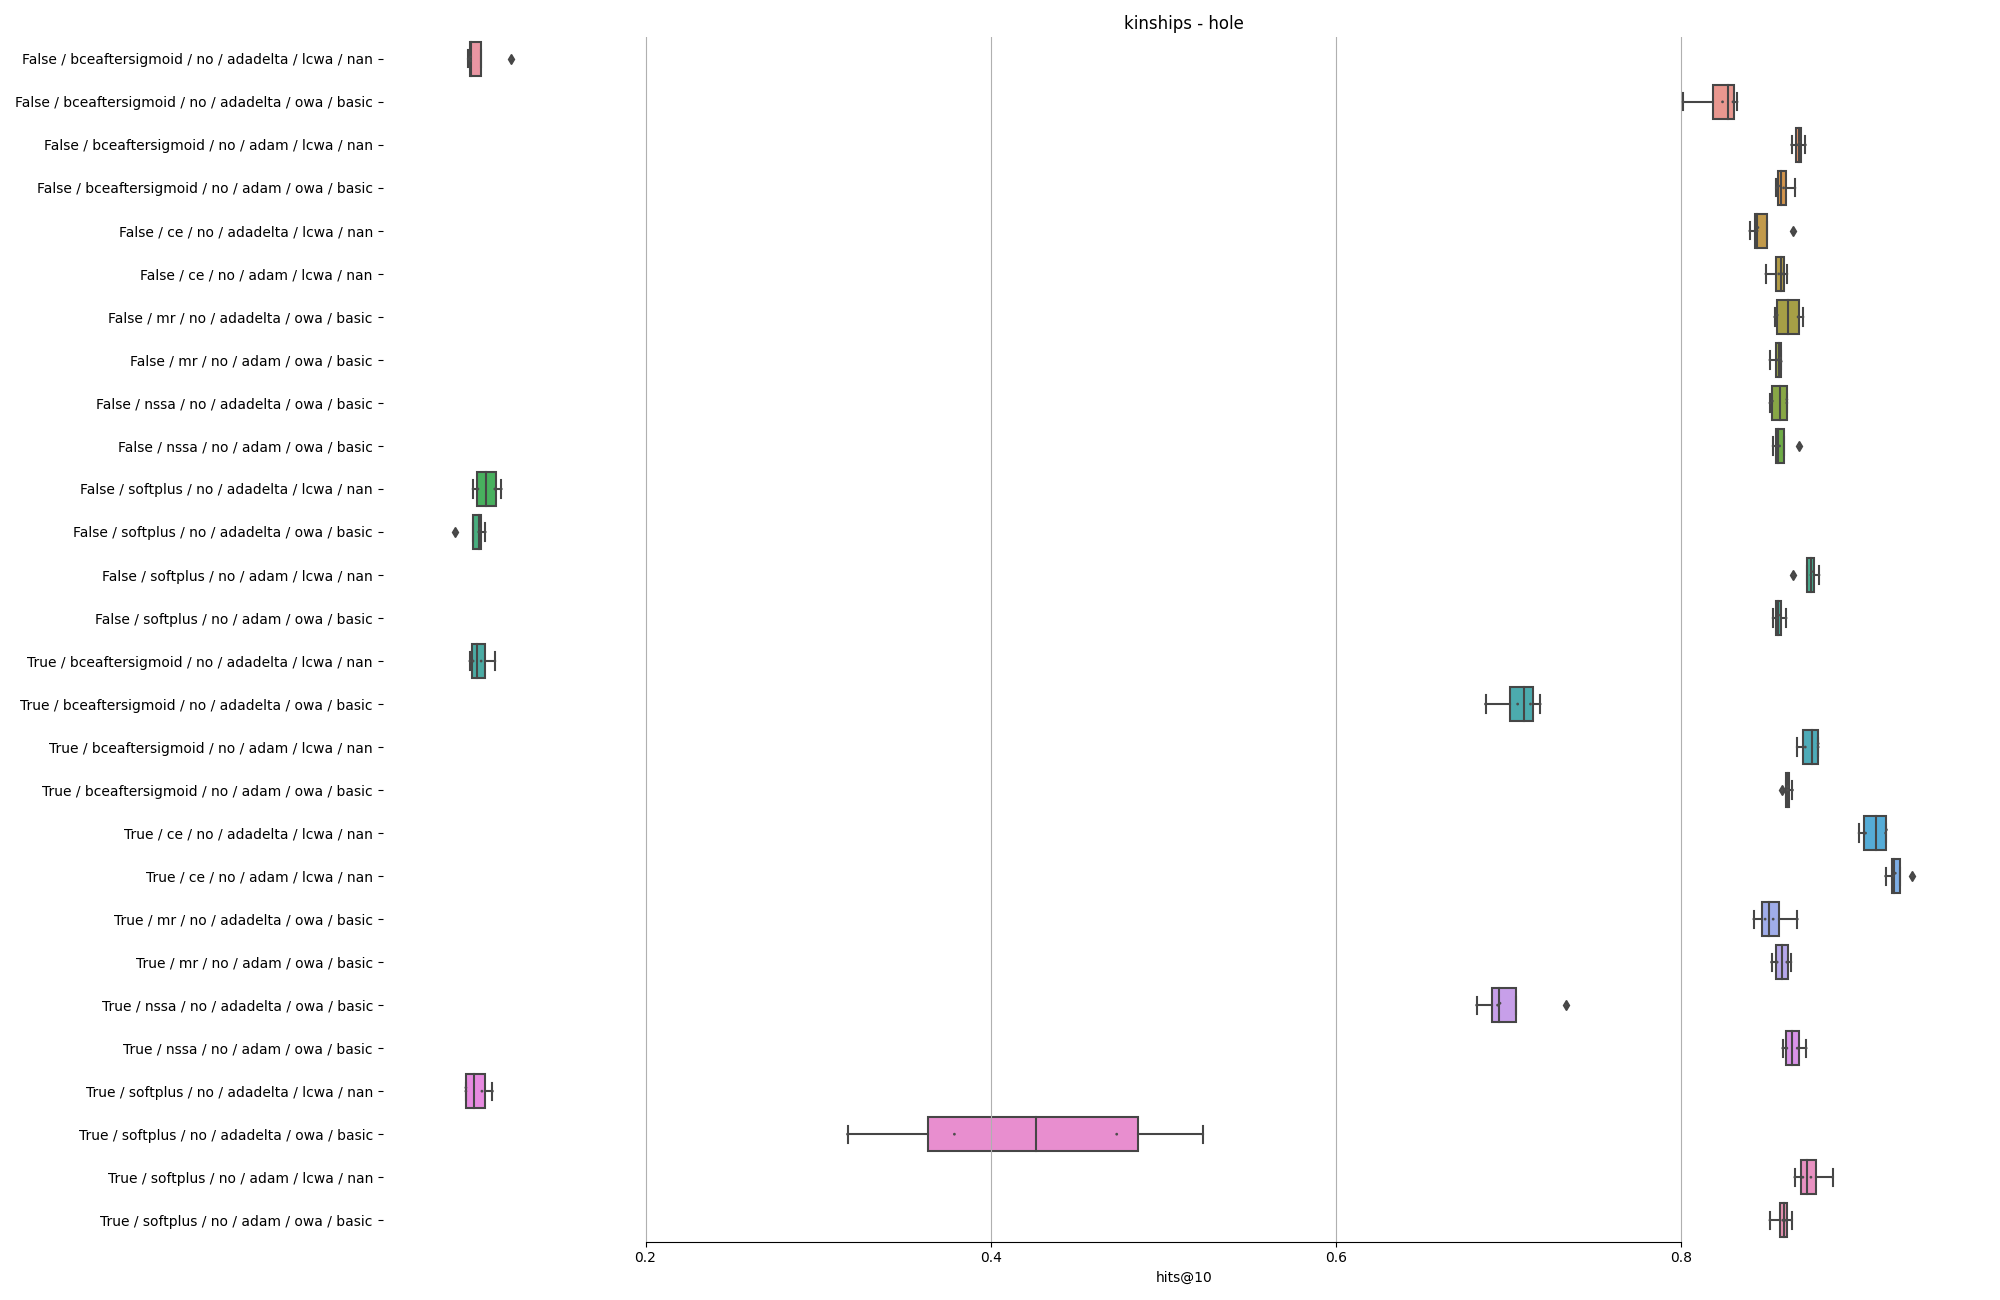 kinships - hole
False / bceaftersigmoid / no / adadelta / lcwa / nan
False / bceaftersigmoid / no / adadelta / owa / basic
False / bceaftersigmoid / no / adam / lcwa / nan
False / bceaftersigmoid / no / adam / owa / basic
False / ce / no / adadelta / lcwa / nan
False / ce / no / adam / lcwa / nan
False / mr / no / adadelta / owa / basic
False / mr / no / adam / owa / basic
False / nssa / no / adadelta / owa / basic
False / nssa / no / adam / owa / basic
False / softplus / no / adadelta / lcwa / nan
False / softplus / no / adadelta / owa / basic
False / softplus / no / adam / lcwa / nan
False / softplus / no / adam / owa / basic
True / bceaftersigmoid / no / adadelta / lcwa / nan
True / bceaftersigmoid / no / adadelta / owa / basic
True / bceaftersigmoid / no / adam / lcwa / nan
True / bceaftersigmoid / no / adam / owa / basic
True / ce / no / adadelta / lcwa / nan
True / ce / no / adam / lcwa / nan
True / mr / no / adadelta / owa / basic
True / mr / no / adam / owa / basic
True / nssa / no / adadelta / owa / basic
True / nssa / no / adam / owa / basic
True / softplus / no / adadelta / lcwa / nan
True / softplus / no / adadelta / owa / basic
True / softplus / no / adam / lcwa / nan
True / softplus / no / adam / owa / basic
0.2 0.4 0.6 0.8
hits@10